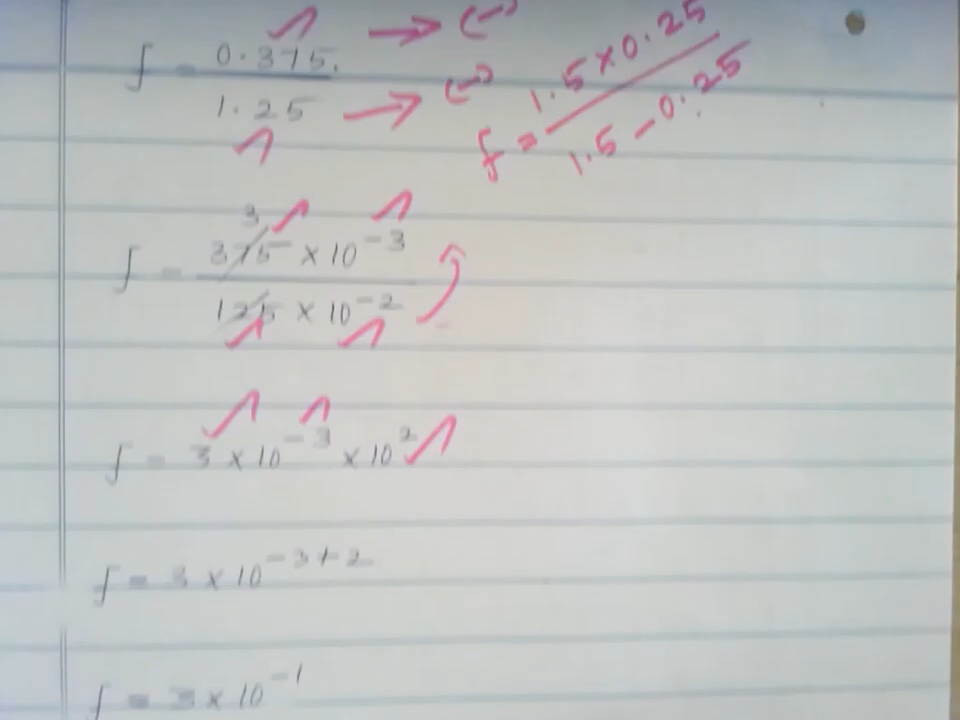 f = 0.375 / 1.25 → (-)
→ (-)
f = 1.5 × 0.25 / 1.5 - 0.25
3
f = 375 × 10⁻³ / 125 × 10⁻²
f = 3 × 10⁻³ × 10²
f = 3 × 10⁻³⁺²
f = 3 × 10⁻¹